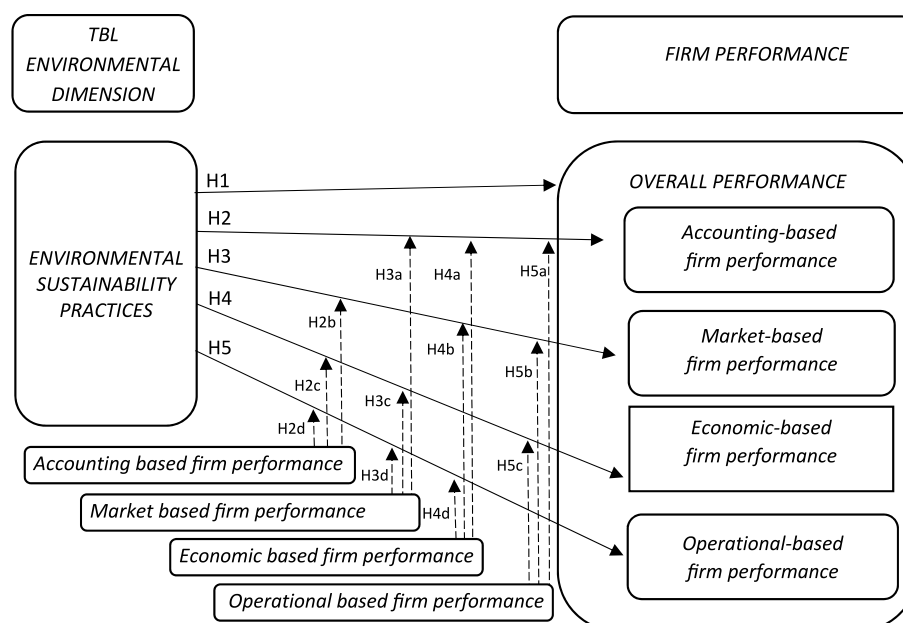 TBL
ENVIRONMENTAL
DIMENSION
FIRM PERFORMANCE
ENVIRONMENTAL
SUSTAINABILITY
PRACTICES
H1
H2
H3
H4
H5
H3a
H4a
H5a
H2b
H4b
H5b
H2c
H3c
H5c
H2d
H3d
H4d
OVERALL PERFORMANCE
Accounting-based
firm performance
Market-based
firm performance
Economic-based
firm performance
Operational-based
firm performance
Accounting based firm performance
Market based firm performance
Economic based firm performance
Operational based firm performance